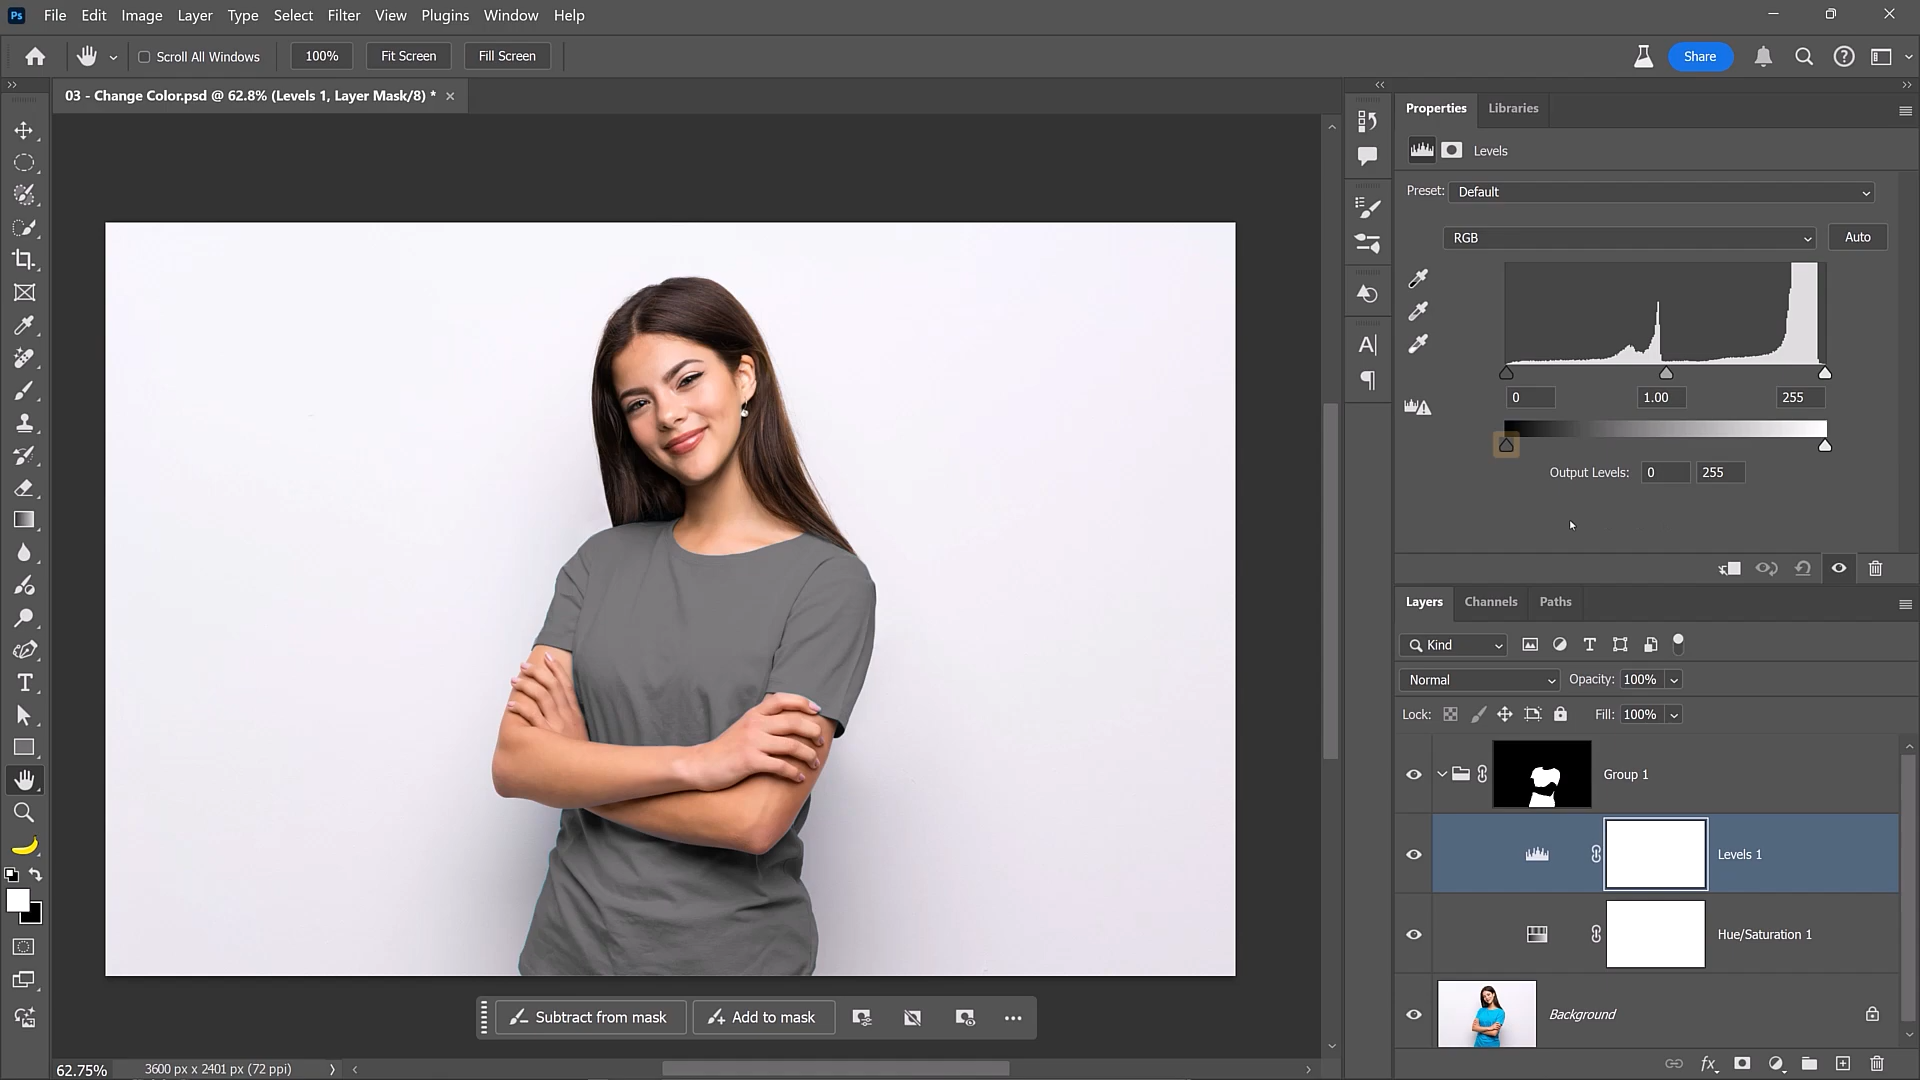 Ps File Edit Image Layer Type Select Filter View Plugins Window Help
Scroll All Windows 100% Fit Screen Fill Screen Share
03 - Change Color.psd @ 62.8% (Levels 1, Layer Mask/8) *
Properties Libraries
Levels
Preset: Default
RGB Auto
0 1.00 255
Output Levels: 0 255
Layers Channels Paths
Kind
Normal Opacity: 100%
Lock: Fill: 100%
Group 1
Levels 1
Hue/Saturation 1
Background
Subtract from mask Add to mask
62.75% 3600 px x 2401 px (72 ppi)
fx